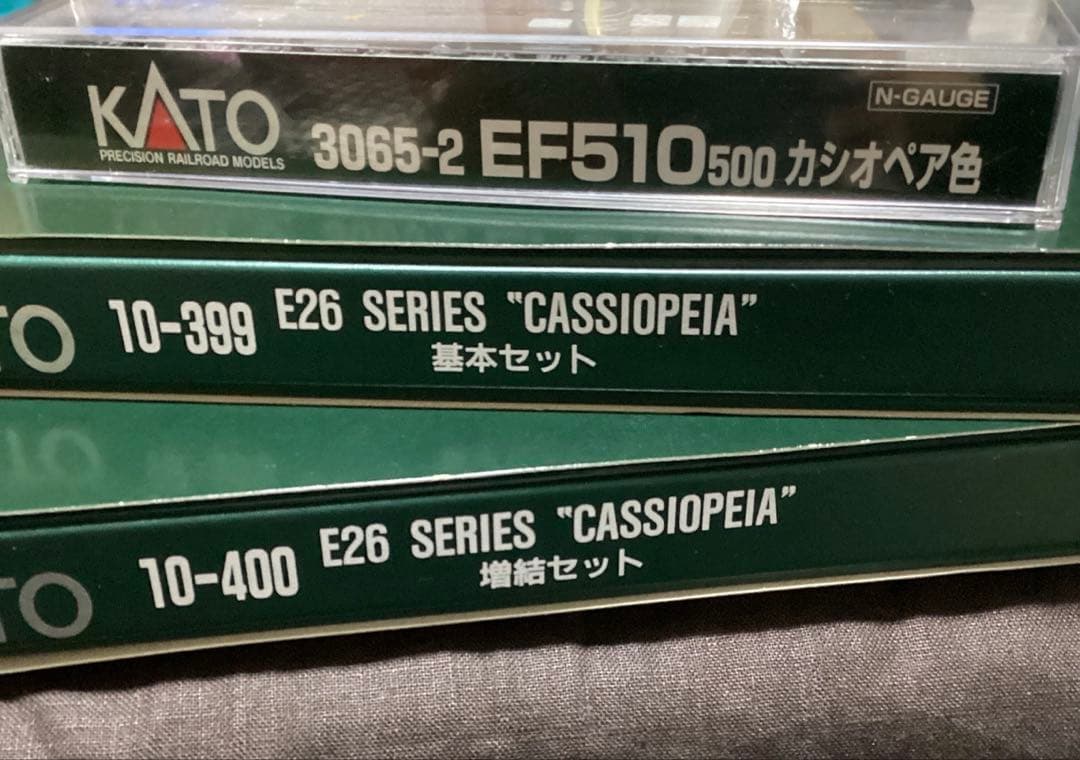 KATO
PRECISION RAILROAD MODELS
3065-2 EF510 500 カシオペア色
N-GAUGE
TO
10-399 E26 SERIES "CASSIOPEIA"
基本セット
TO
TO
10-400 E26 SERIES "CASSIOPEIA"
増結セット